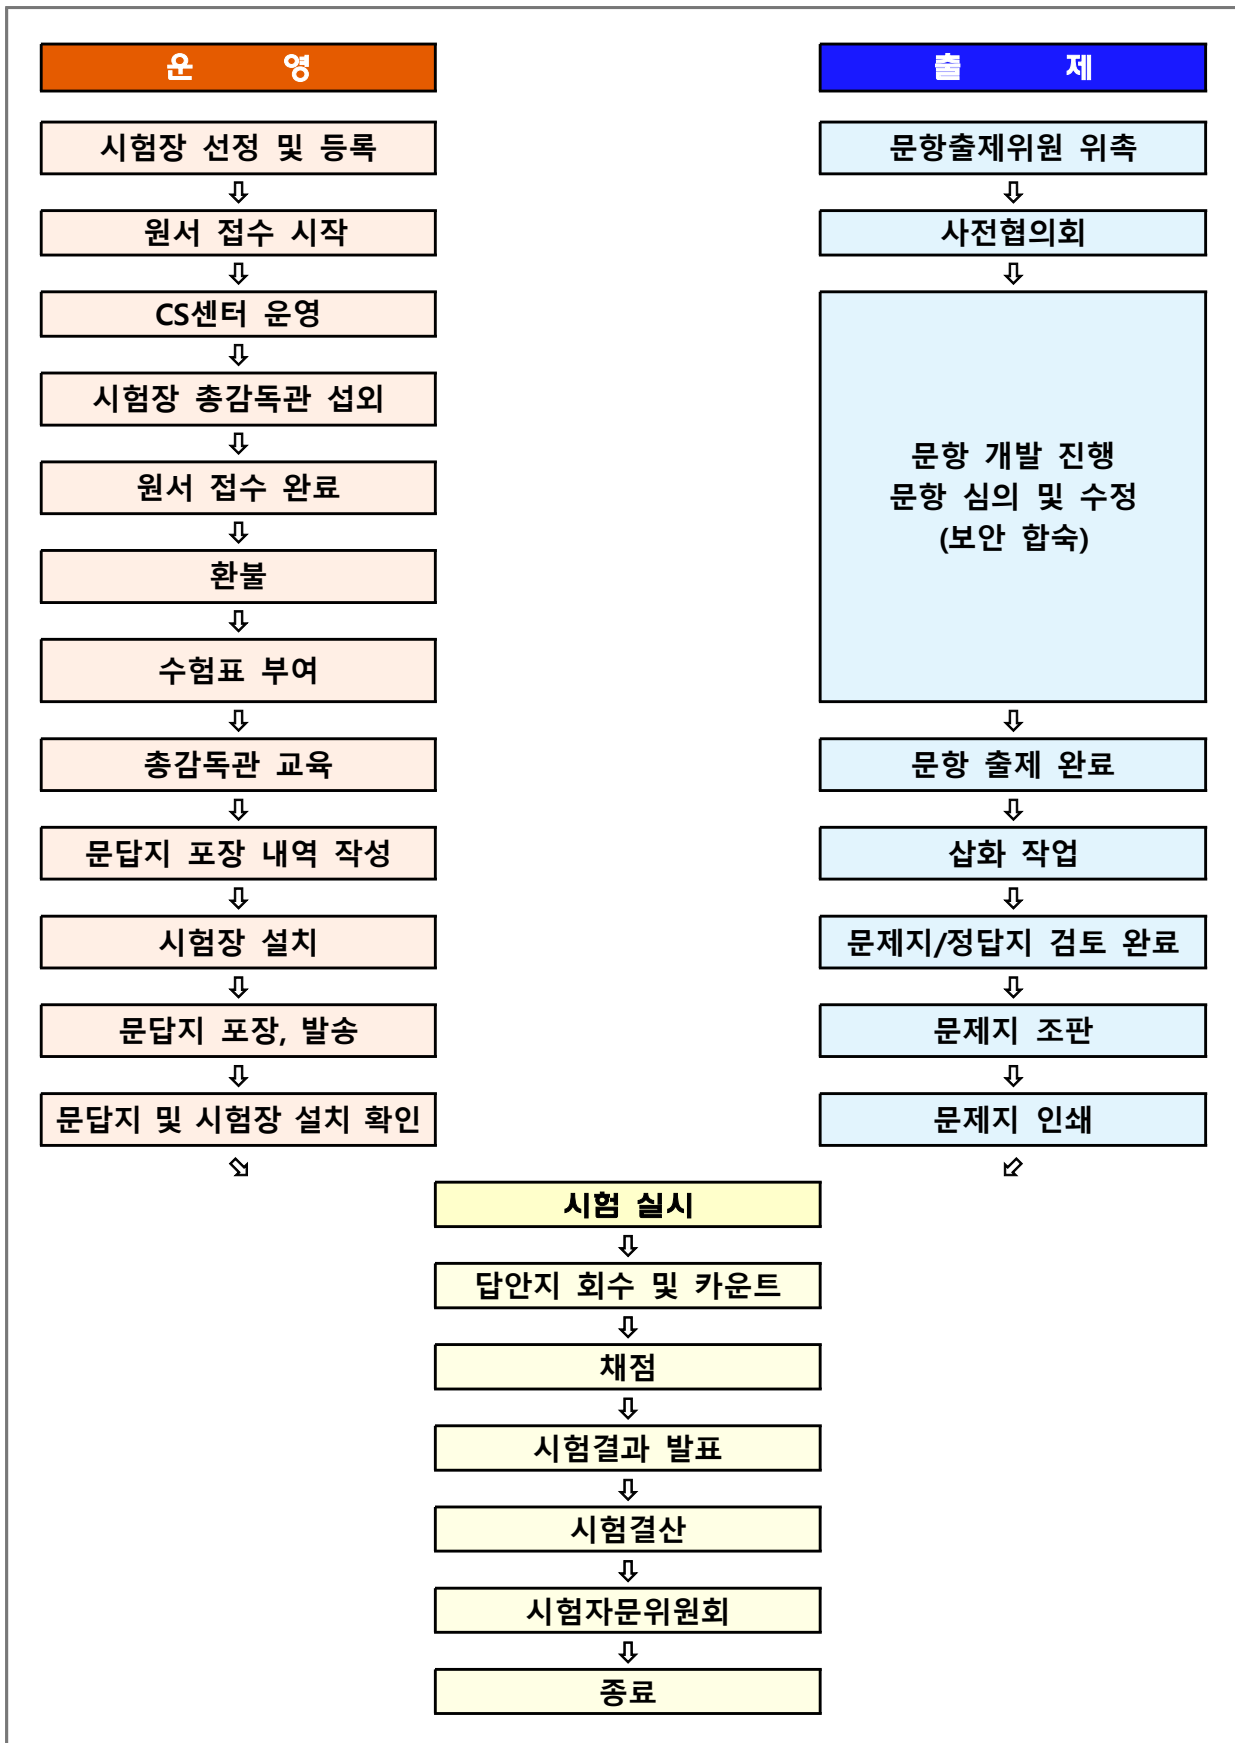 운 영
시험장 선정 및 등록
원서 접수 시작
CS센터 운영
시험장 총감독관 섭외
원서 접수 완료
환불
수험표 부여
총감독관 교육
문답지 포장 내역 작성
시험장 설치
문답지 포장, 발송
문답지 및 시험장 설치 확인
출 제
문항출제위원 위촉
사전협의회
문항 개발 진행
문항 심의 및 수정
(보안 합숙)
문항 출제 완료
삽화 작업
문제지/정답지 검토 완료
문제지 조판
문제지 인쇄
시험 실시
답안지 회수 및 카운트
채점
시험결과 발표
시험결산
시험자문위원회
종료